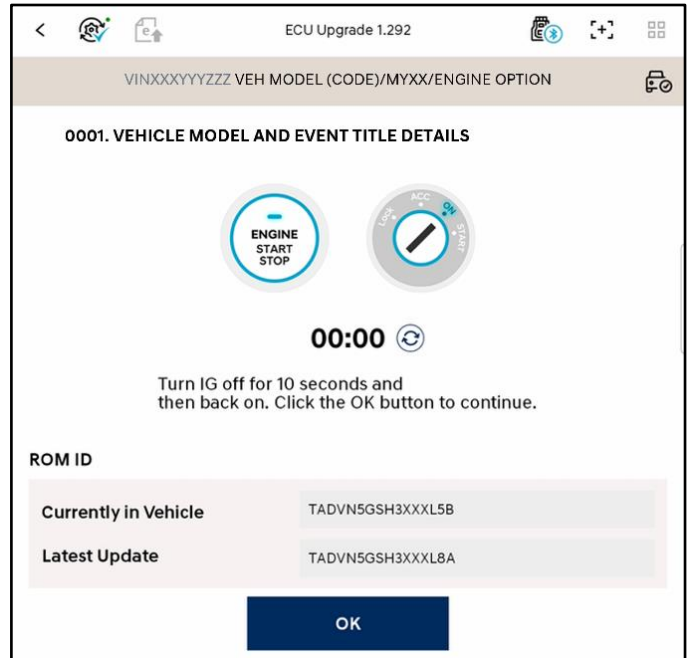 ECU Upgrade 1.292
VINXXXYYYZZZ VEH MODEL (CODE)/MYXX/ENGINE OPTION
0001. VEHICLE MODEL AND EVENT TITLE DETAILS
ENGINE
START
STOP
Lock
ACC
ON
START
00:00
Turn IG off for 10 seconds and
then back on. Click the OK button to continue.
ROM ID
Currently in Vehicle TADVN5GSH3XXXL5B
Latest Update TADVN5GSH3XXXL8A
OK